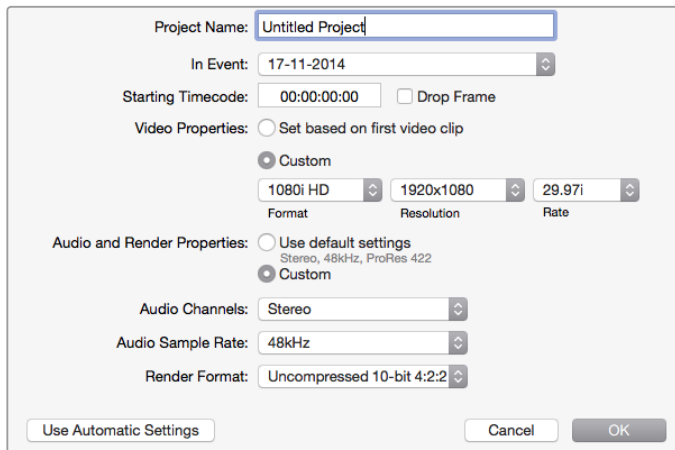 Project Name: Untitled Project
In Event: 17-11-2014
Starting Timecode: 00:00:00:00 Drop Frame
Video Properties: Set based on first video clip
Custom
1080i HD 1920x1080 29.97i
Format Resolution Rate
Audio and Render Properties: Use default settings
Stereo, 48kHz, ProRes 422
Custom
Audio Channels: Stereo
Audio Sample Rate: 48kHz
Render Format: Uncompressed 10-bit 4:2:2
Use Automatic Settings Cancel OK